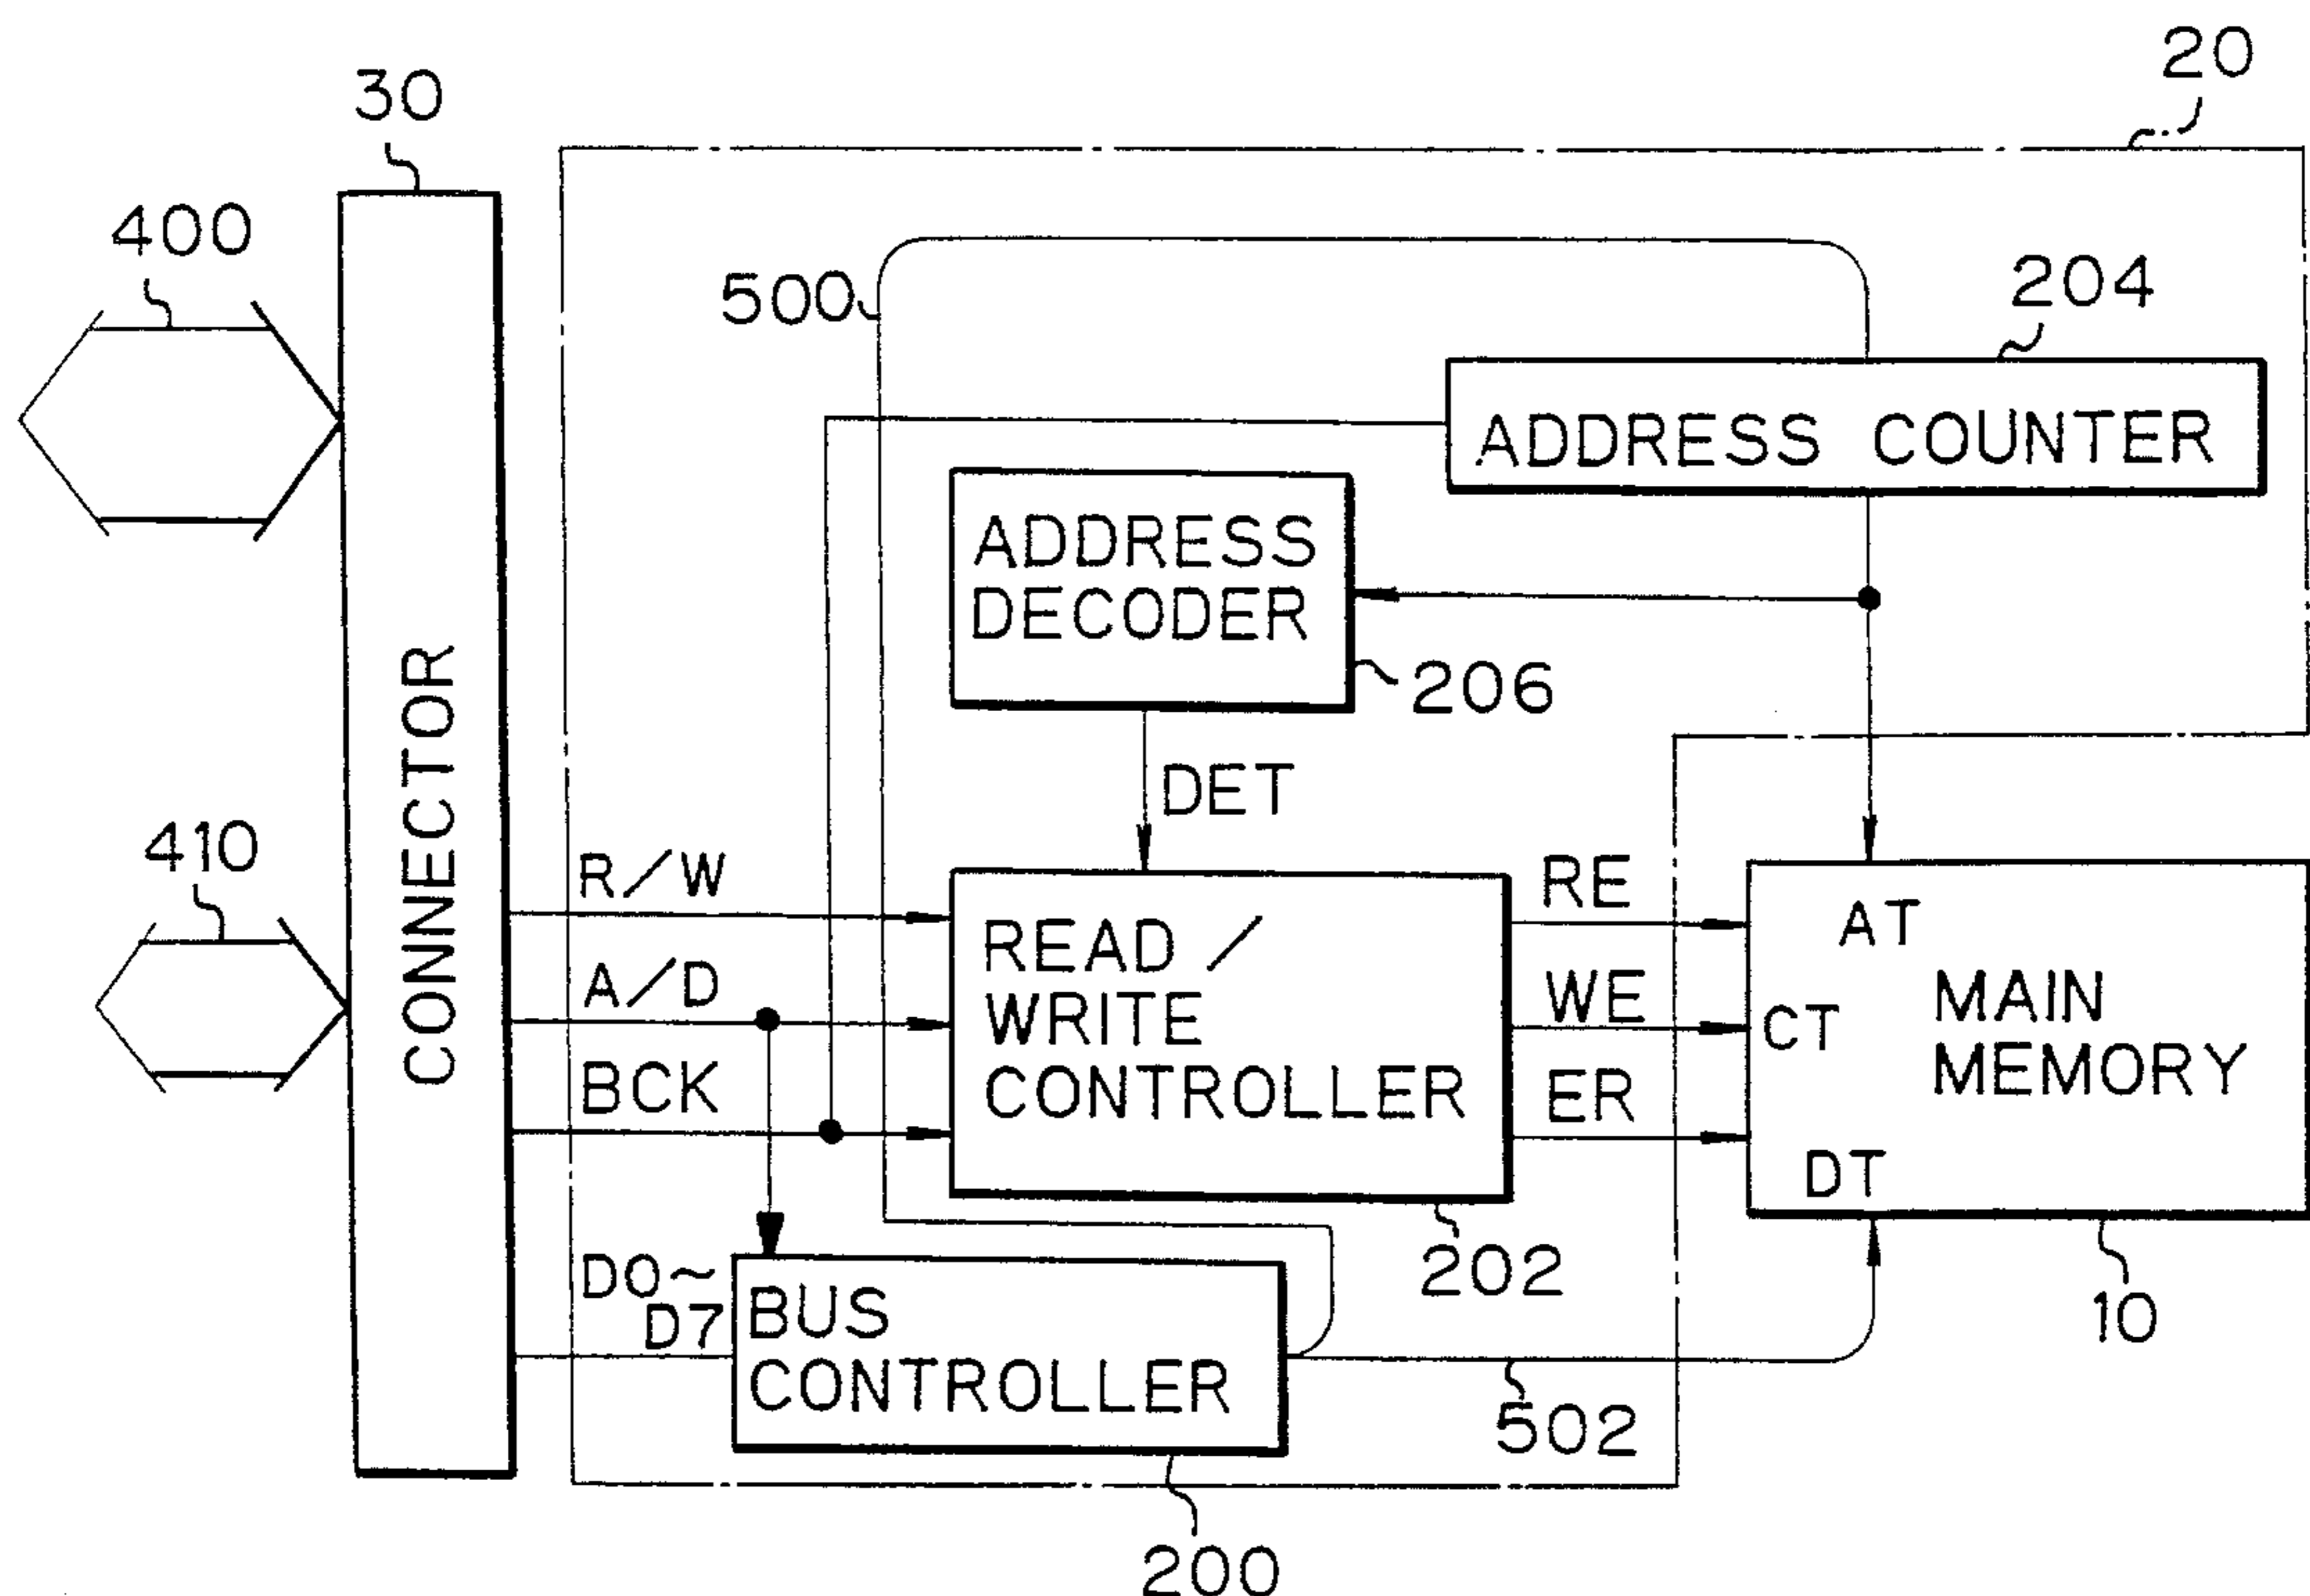 20
30
400
500
204
ADDRESS COUNTER
ADDRESS
DECODER
206
CONNECTOR
DET
410
R/W
RE
AT
READ /
WRITE
CONTROLLER
A/D
WE
CT
MAIN
MEMORY
BCK
ER
DT
D0~
D7
BUS
CONTROLLER
202
10
502
200